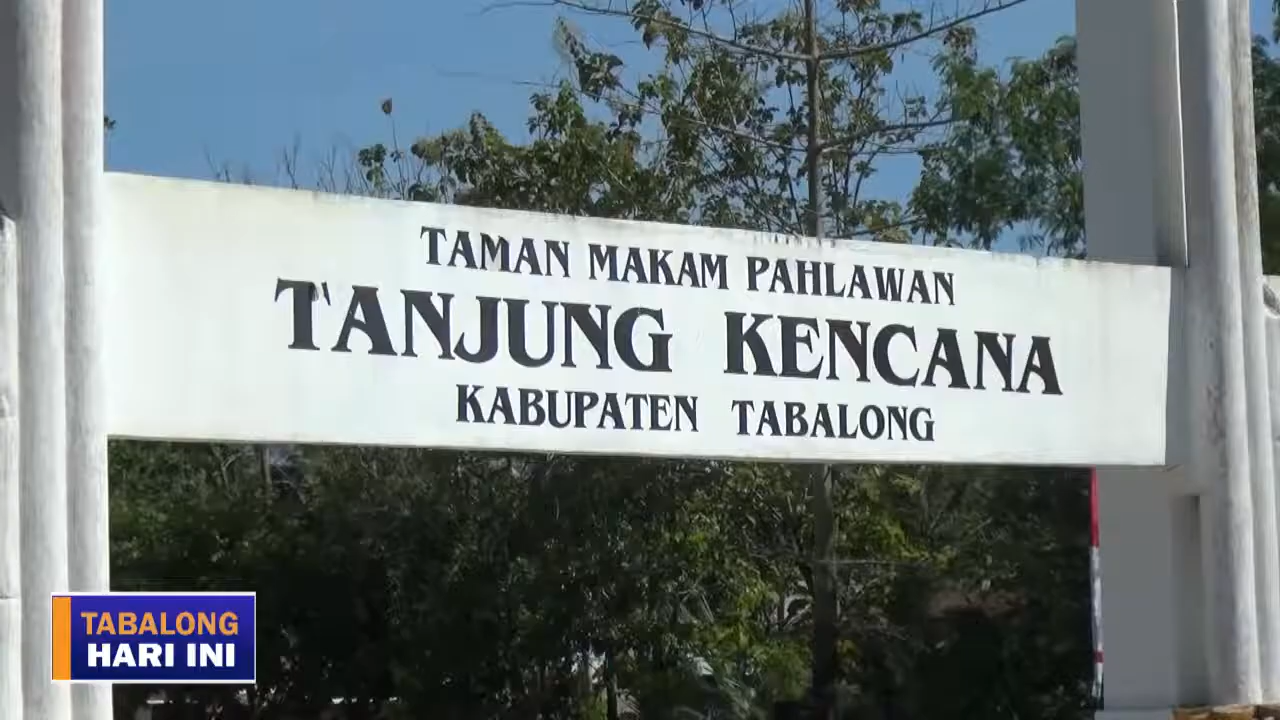 TAMAN MAKAM PAHLAWAN
TANJUNG KENCANA
KABUPATEN TABALONG
TABALONG
HARI INI